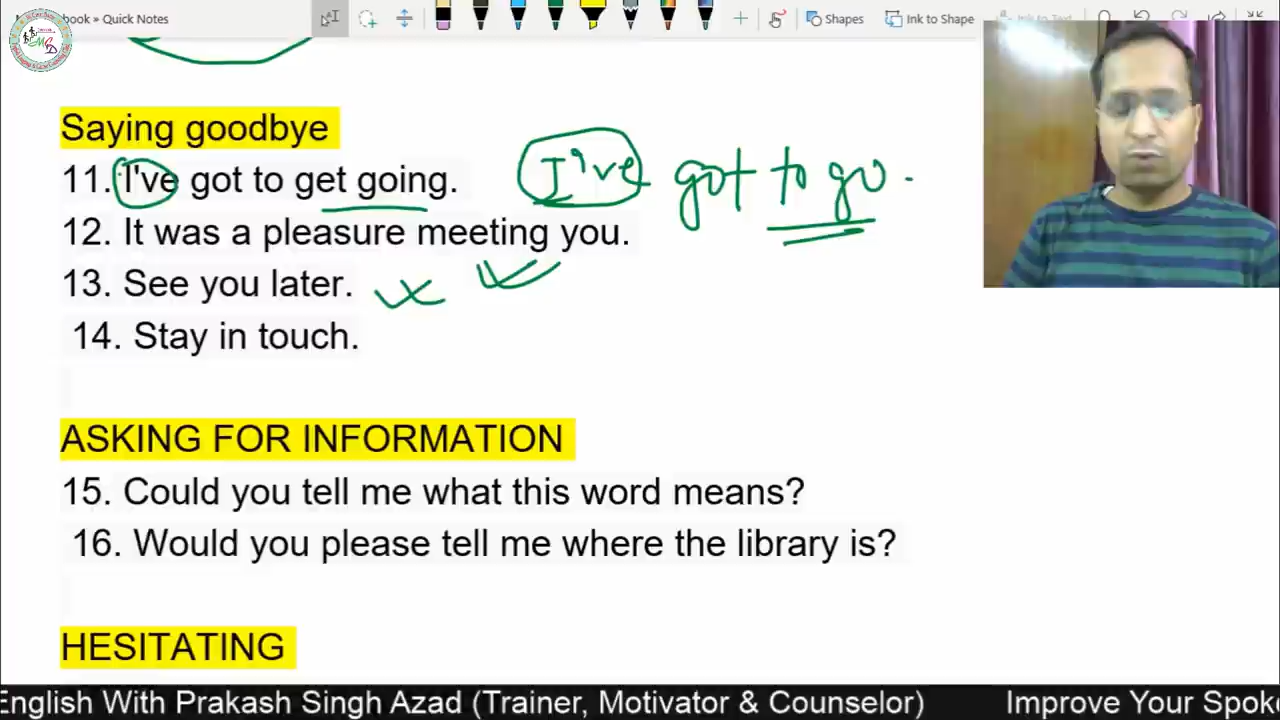 book » Quick Notes
Shapes
Ink to Shape
Ink to Text
Saying goodbye
11. I've got to get going.
I've got to go.
12. It was a pleasure meeting you.
13. See you later.
14. Stay in touch.
ASKING FOR INFORMATION
15. Could you tell me what this word means?
16. Would you please tell me where the library is?
HESITATING
English With Prakash Singh Azad (Trainer, Motivator & Counselor) Improve Your Spok